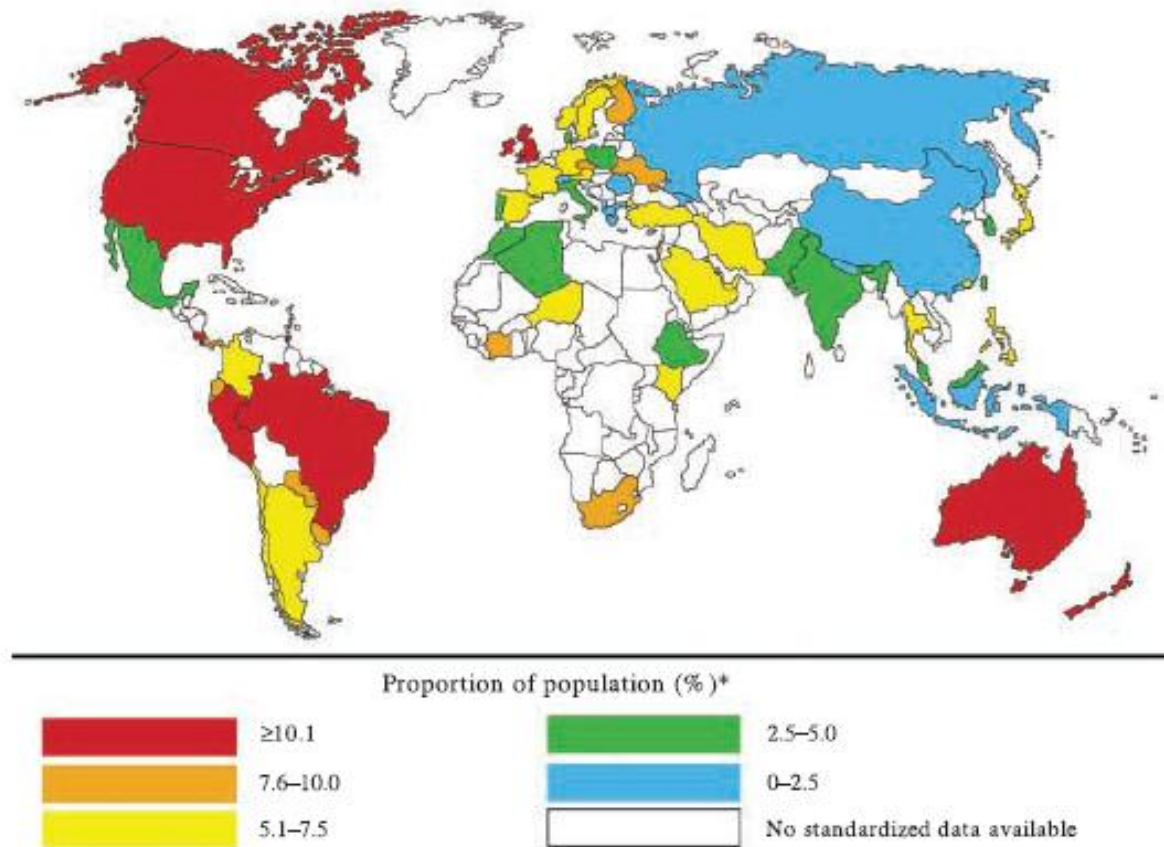 Proportion of population (%)*
≥10.1
7.6–10.0
5.1–7.5
2.5–5.0
0–2.5
No standardized data available